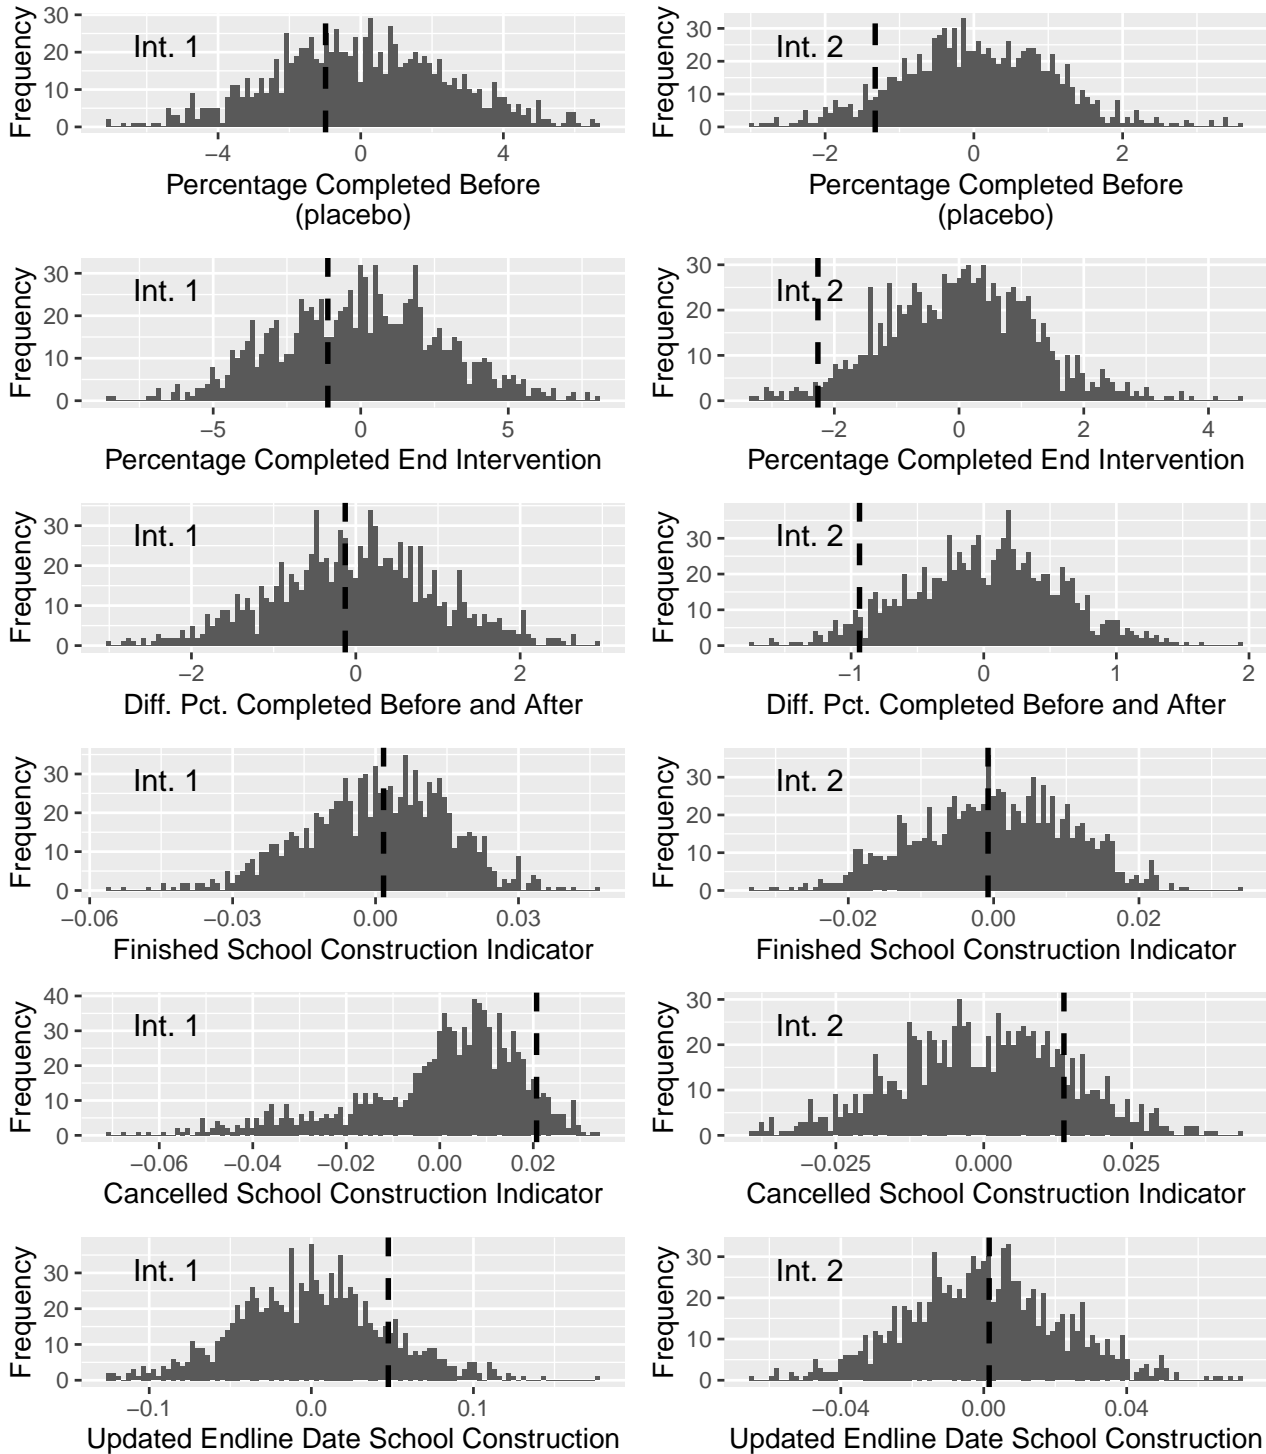 Frequency
30
20
10
0
Int. 1
−4
0
4
Percentage Completed Before
(placebo)
Frequency
30
20
10
0
Int. 2
−2
0
2
Percentage Completed Before
(placebo)
Frequency
30
20
10
0
Int. 1
−5
0
5
Percentage Completed End Intervention
Frequency
30
20
10
0
Int. 2
−2
0
2
4
Percentage Completed End Intervention
Frequency
30
20
10
0
Int. 1
−2
0
2
Diff. Pct. Completed Before and After
Frequency
30
20
10
0
Int. 2
−1
0
1
2
Diff. Pct. Completed Before and After
Frequency
30
20
10
0
Int. 1
−0.06
−0.03
0.00
0.03
Finished School Construction Indicator
Frequency
30
20
10
0
Int. 2
−0.02
0.00
0.02
Finished School Construction Indicator
Frequency
40
30
20
10
0
Int. 1
−0.06
−0.04
−0.02
0.00
0.02
Cancelled School Construction Indicator
Frequency
30
20
10
0
Int. 2
−0.025
0.000
0.025
Cancelled School Construction Indicator
Frequency
30
20
10
0
Int. 1
−0.1
0.0
0.1
Updated Endline Date School Construction
Frequency
30
20
10
0
Int. 2
−0.04
0.00
0.04
Updated Endline Date School Construction